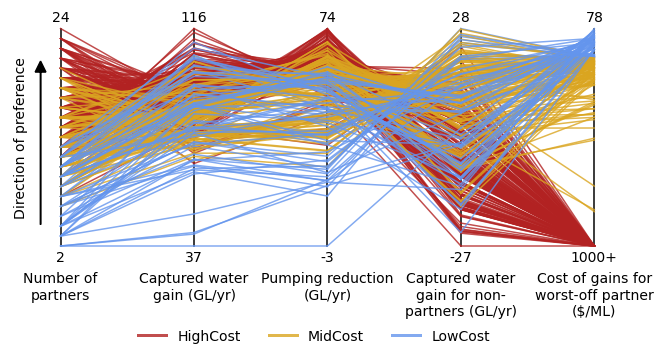 24 116 74 28 78
Direction of preference
2 37 -3 -27 1000+
Number of
partners
Captured water
gain (GL/yr)
Pumping reduction
(GL/yr)
Captured water
gain for non-
partners (GL/yr)
Cost of gains for
worst-off partner
($/ML)
HighCost MidCost LowCost